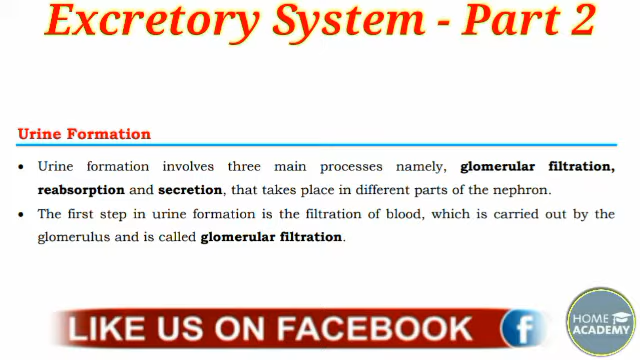 Excretory System - Part 2
Urine Formation
• Urine formation involves three main processes namely, glomerular filtration,
reabsorption and secretion, that takes place in different parts of the nephron.
• The first step in urine formation is the filtration of blood, which is carried out by the
glomerulus and is called glomerular filtration.
LIKE US ON FACEBOOK f
HOME
ACADEMY